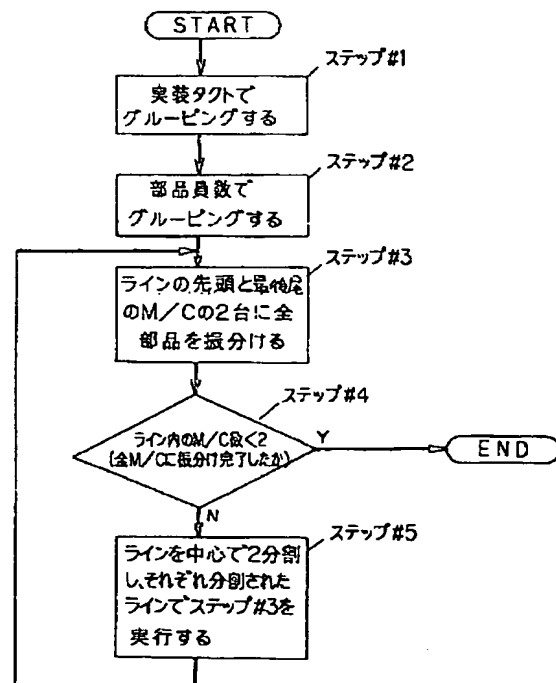 START
ステップ#1
実装タクトで
グルーピングする
ステップ#2
部品員数で
グルーピングする
ステップ#3
ラインの先頭と最後尾
のM/Cの2台に全
部品を振分ける
ステップ#4
ライン内のM/C数<2
(全M/Cに振分け完了したか)
Y
END
N
ステップ#5
ラインを中心で2分割
し、それぞれ分割された
ラインでステップ#3を
実行する